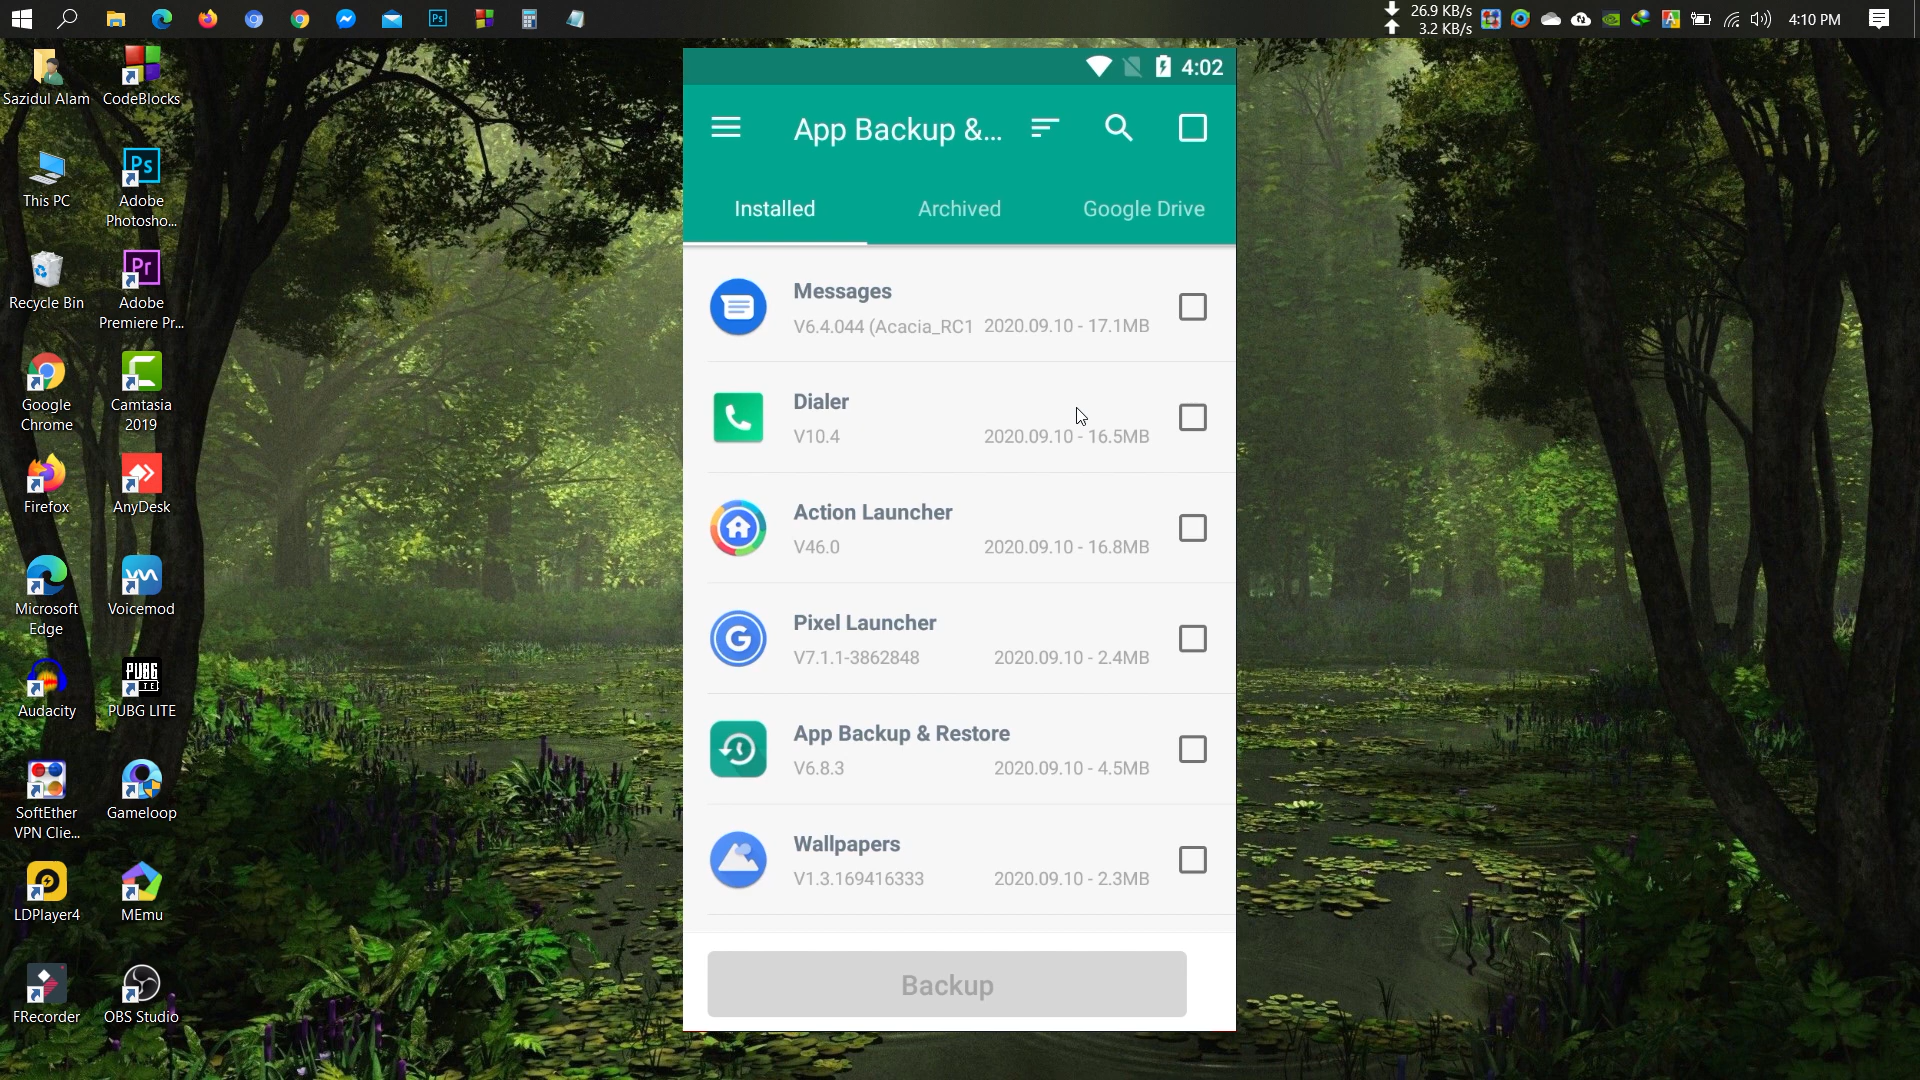 26.9 KB/s
3.2 KB/s
4:10 PM
Sazidul Alam
CodeBlocks
This PC
Adobe
Photosho...
Recycle Bin
Adobe
Premiere Pr...
Google
Chrome
Camtasia
2019
Firefox
AnyDesk
Microsoft
Edge
Voicemod
Audacity
PUBG LITE
SoftEther
VPN Clie...
Gameloop
LDPlayer4
MEmu
FRecorder
OBS Studio
4:02
App Backup &...
Installed
Archived
Google Drive
Messages
V6.4.044 (Acacia_RC1
2020.09.10 - 17.1MB
Dialer
V10.4
2020.09.10 - 16.5MB
Action Launcher
V46.0
2020.09.10 - 16.8MB
Pixel Launcher
V7.1.1-3862848
2020.09.10 - 2.4MB
App Backup & Restore
V6.8.3
2020.09.10 - 4.5MB
Wallpapers
V1.3.169416333
2020.09.10 - 2.3MB
Backup